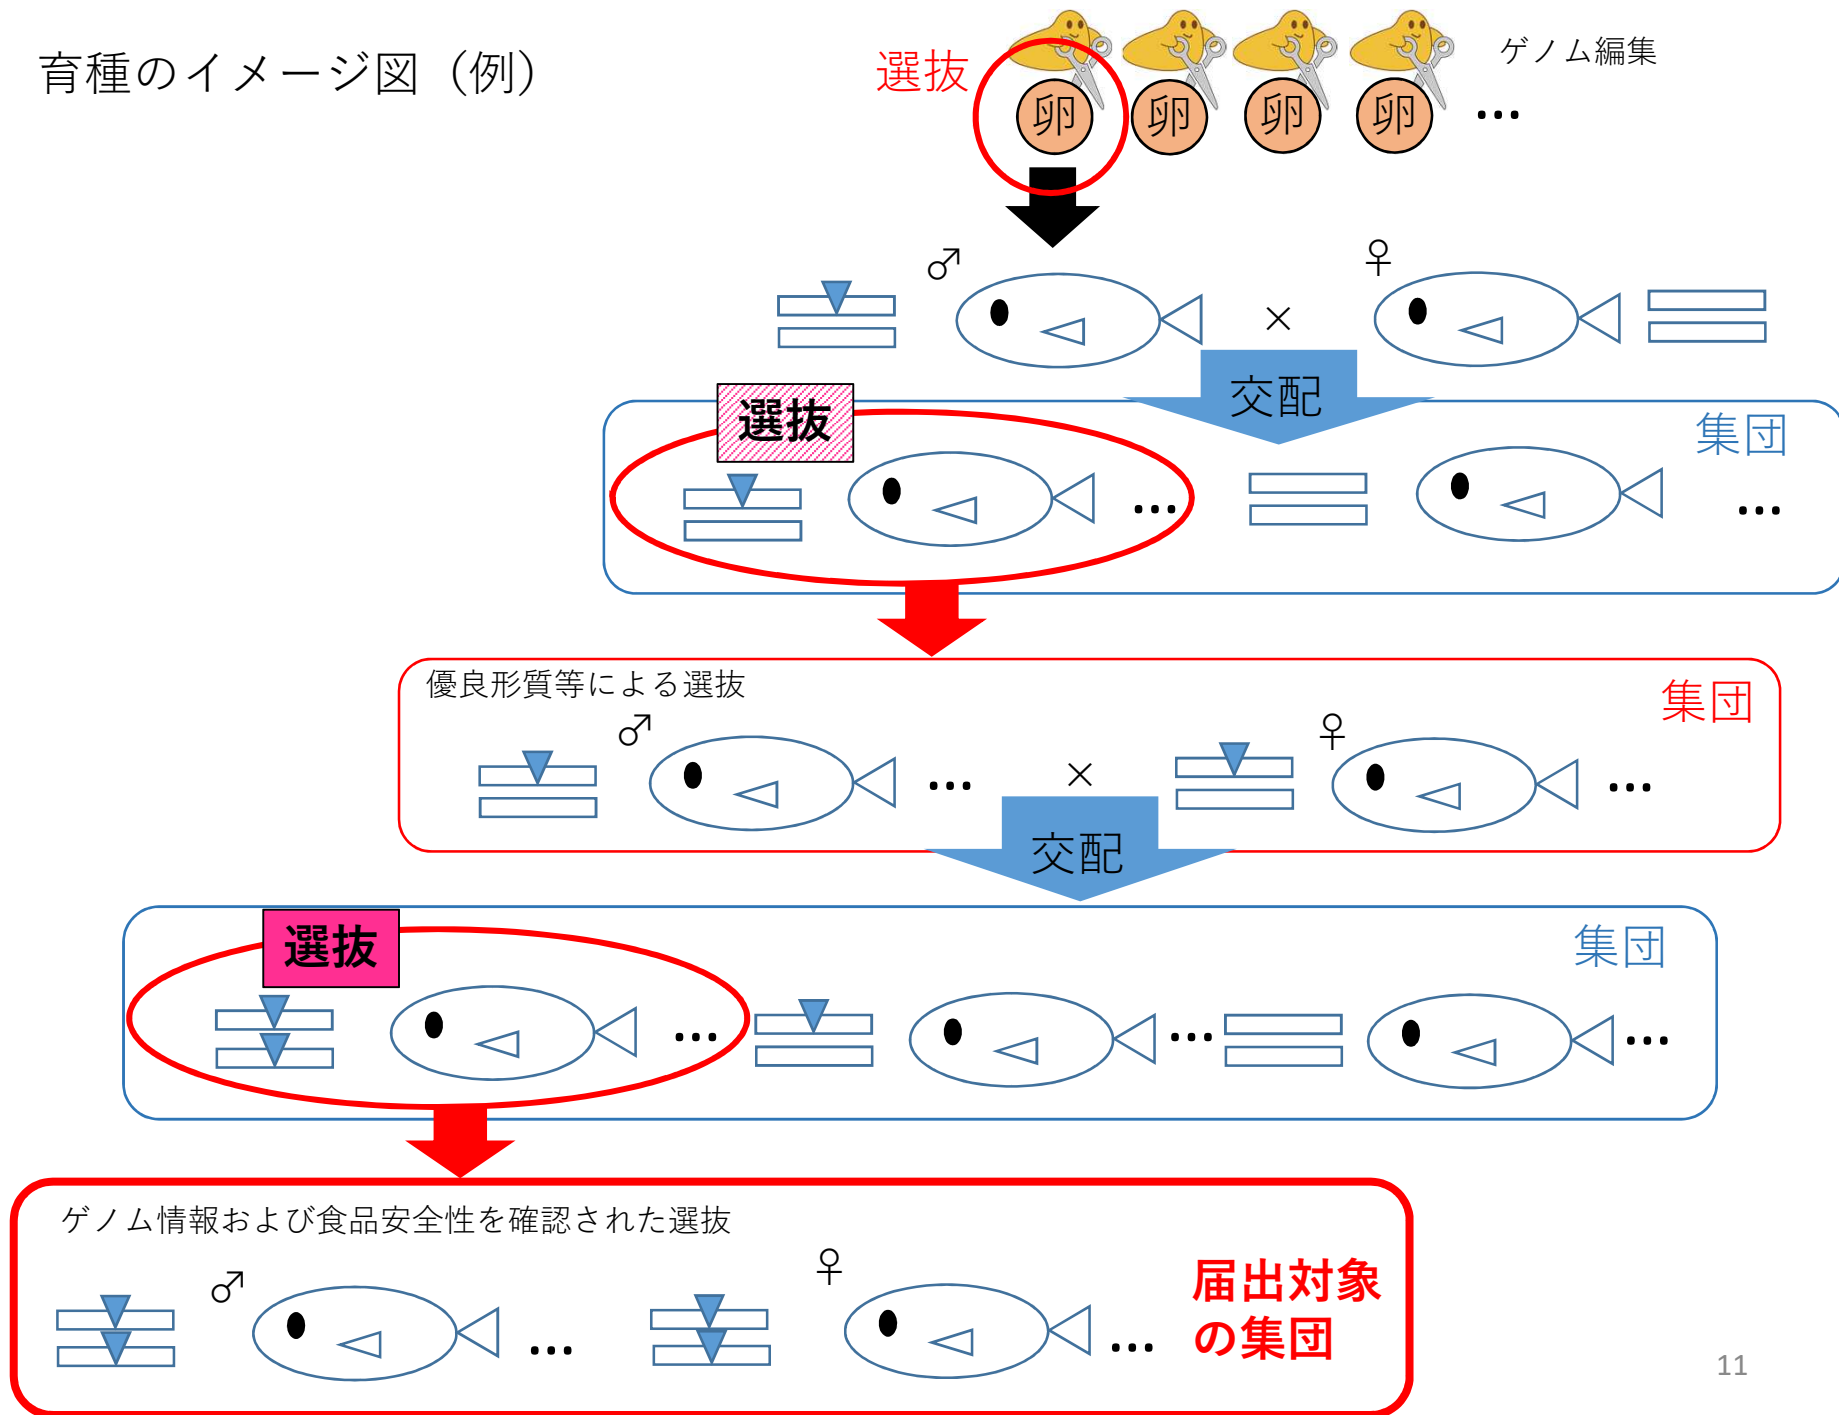 育種のイメージ図（例）
選抜
ゲノム編集
卵 卵 卵 卵 …
♂ × ♀
交配
選抜
集団
… …
優良形質等による選抜
集団
♂ … × ♀ …
交配
選抜
集団
… … …
ゲノム情報および食品安全性を確認された選抜
♂ … ♀ …
届出対象
の集団
11